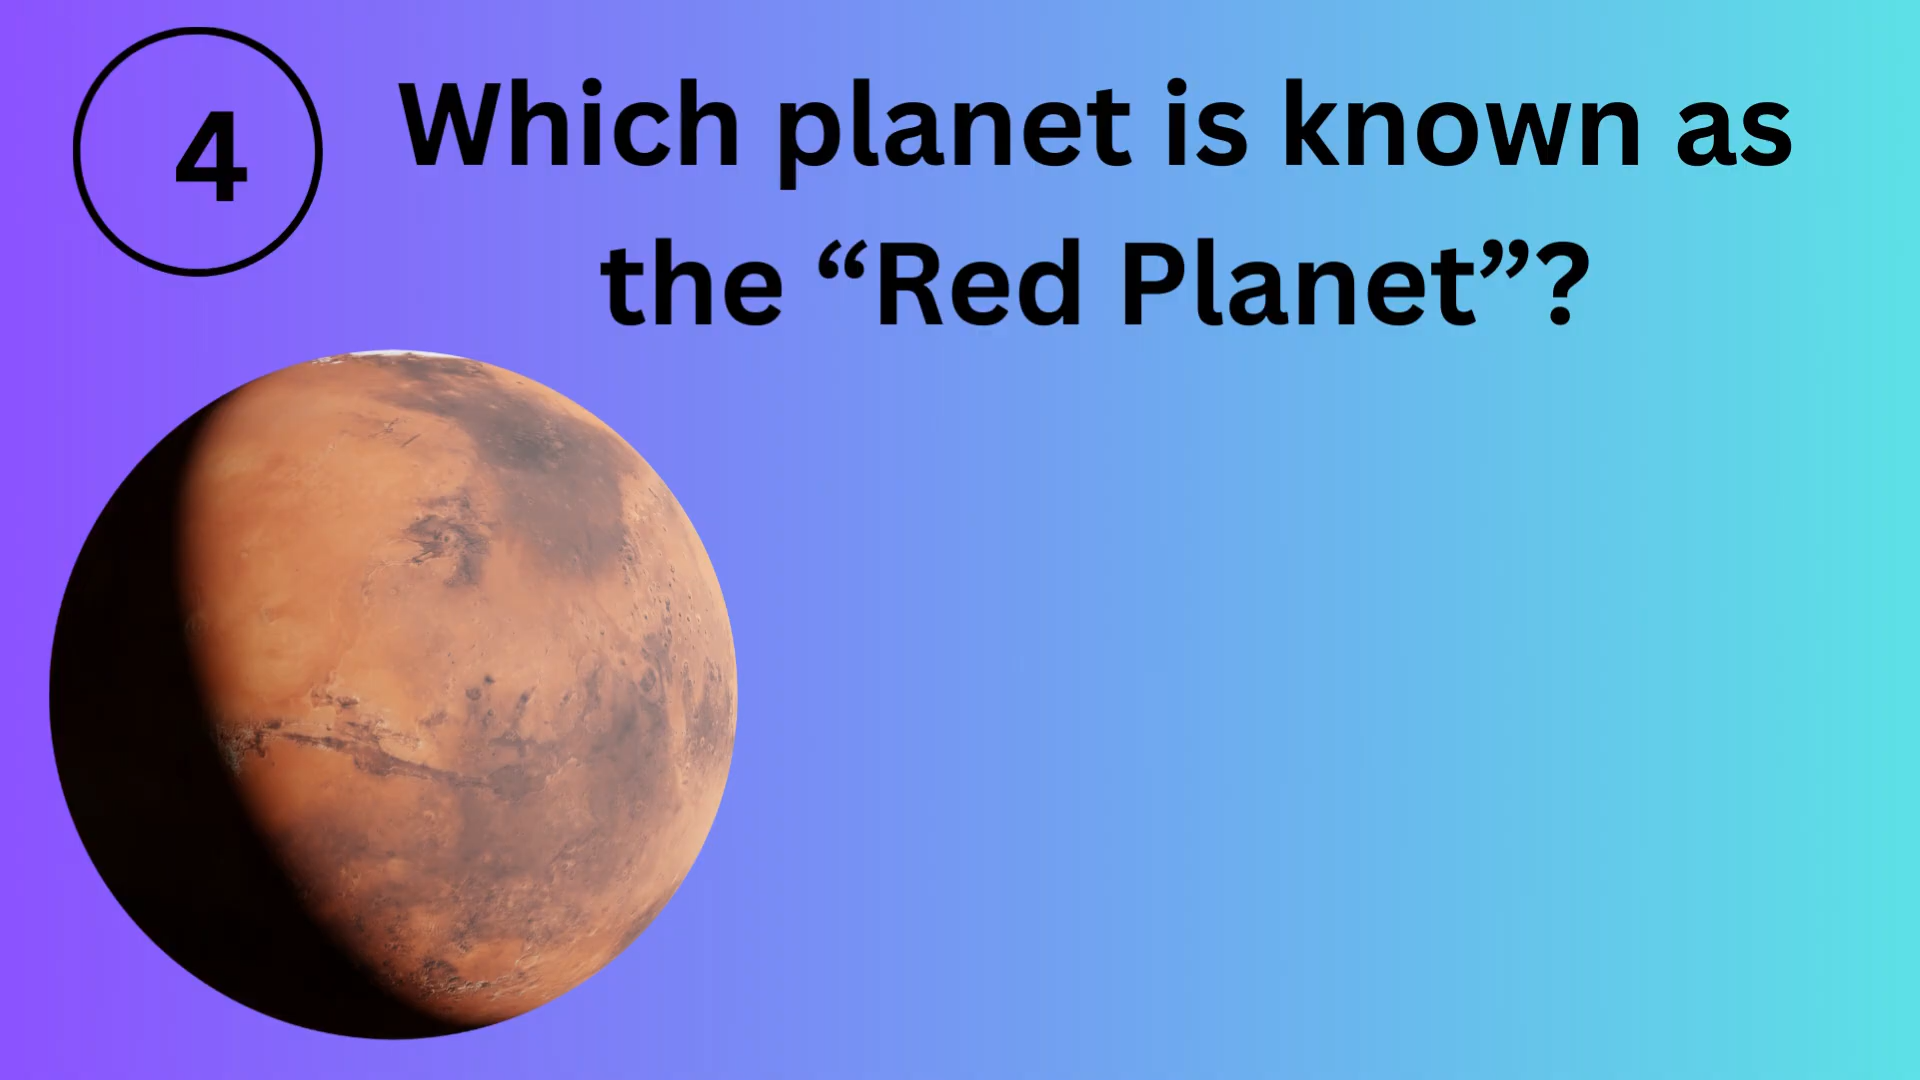 4
Which planet is known as
the “Red Planet”?